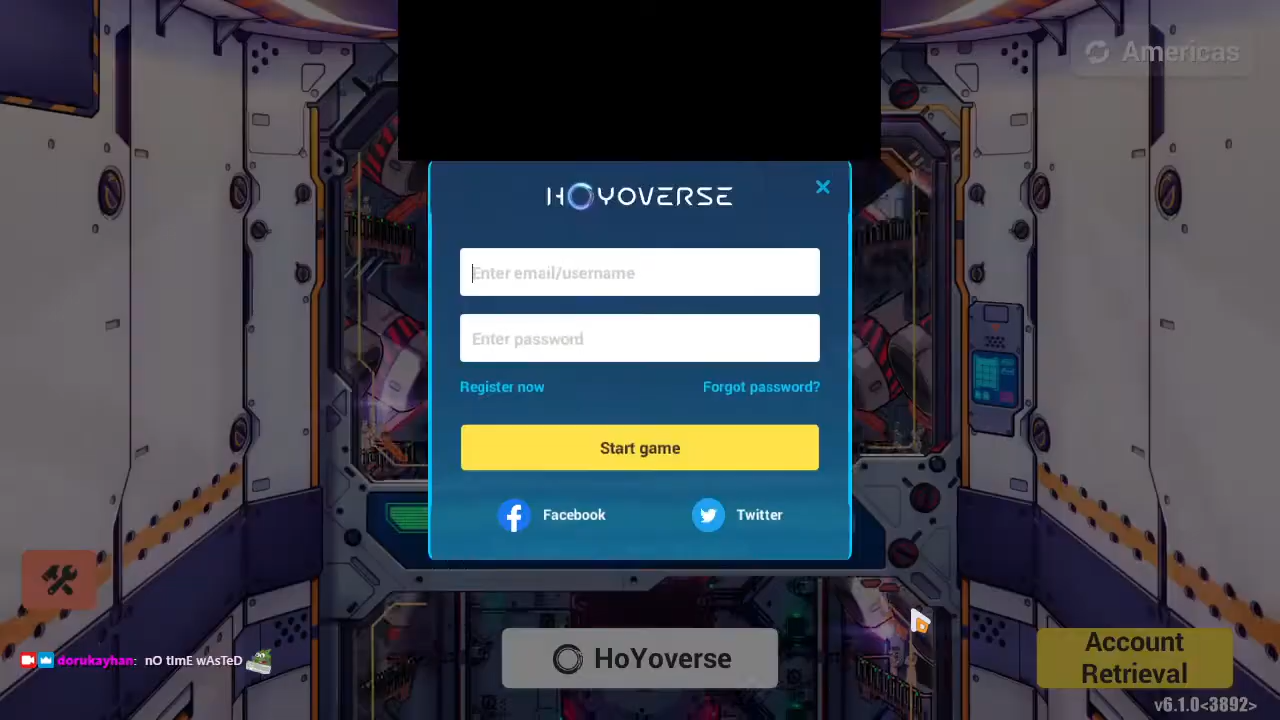 Americas
HOYOVERSE
Enter email/username
Enter password
Register now
Forgot password?
Start game
Facebook
Twitter
dorukayhan: nO tImE wAsTeD
HoYoverse
Account
Retrieval
v6.1.0<3892>